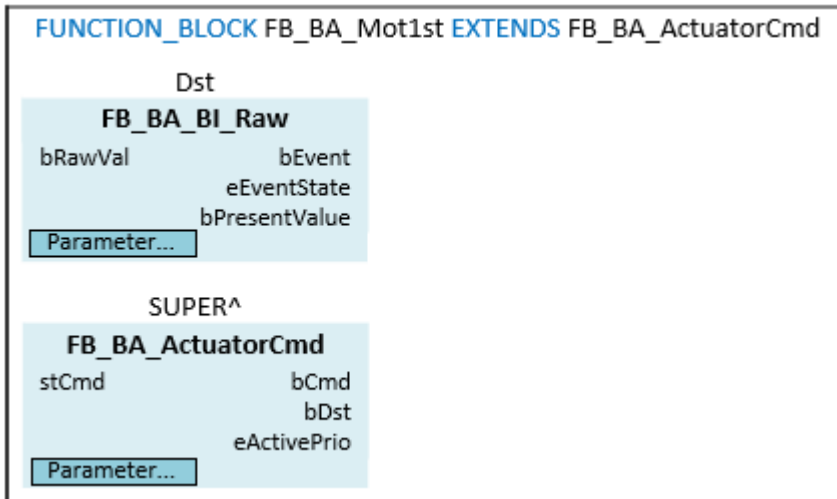 FUNCTION_BLOCK FB_BA_Mot1st EXTENDS FB_BA_ActuatorCmd
Dst
FB_BA_BI_Raw
bRawVal bEvent
eEventState
bPresentValue
Parameter...
SUPER^
FB_BA_ActuatorCmd
stCmd bCmd
bDst
eActivePrio
Parameter...